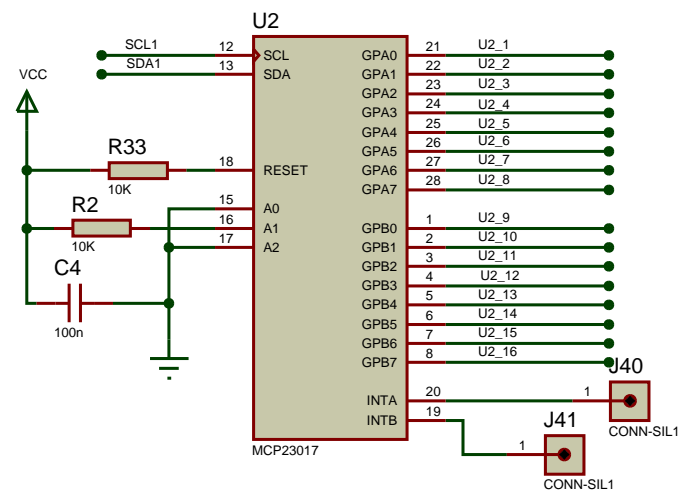 U2
SCL1 12 SCL GPA0 21 U2_1
SDA1 13 SDA GPA1 22 U2_2
VCC GPA2 23 U2_3
GPA3 24 U2_4
GPA4 25 U2_5
R33 GPA5 26 U2_6
18 RESET GPA6 27 U2_7
10K GPA7 28 U2_8
15 A0
R2 16 A1 GPB0 1 U2_9
10K 17 A2 GPB1 2 U2_10
C4 GPB2 3 U2_11
GPB3 4 U2_12
GPB4 5 U2_13
100n GPB5 6 U2_14
GPB6 7 U2_15
GPB7 8 U2_16
J40
INTA 20 1
INTB 19 J41
CONN-SIL1
MCP23017 1
CONN-SIL1